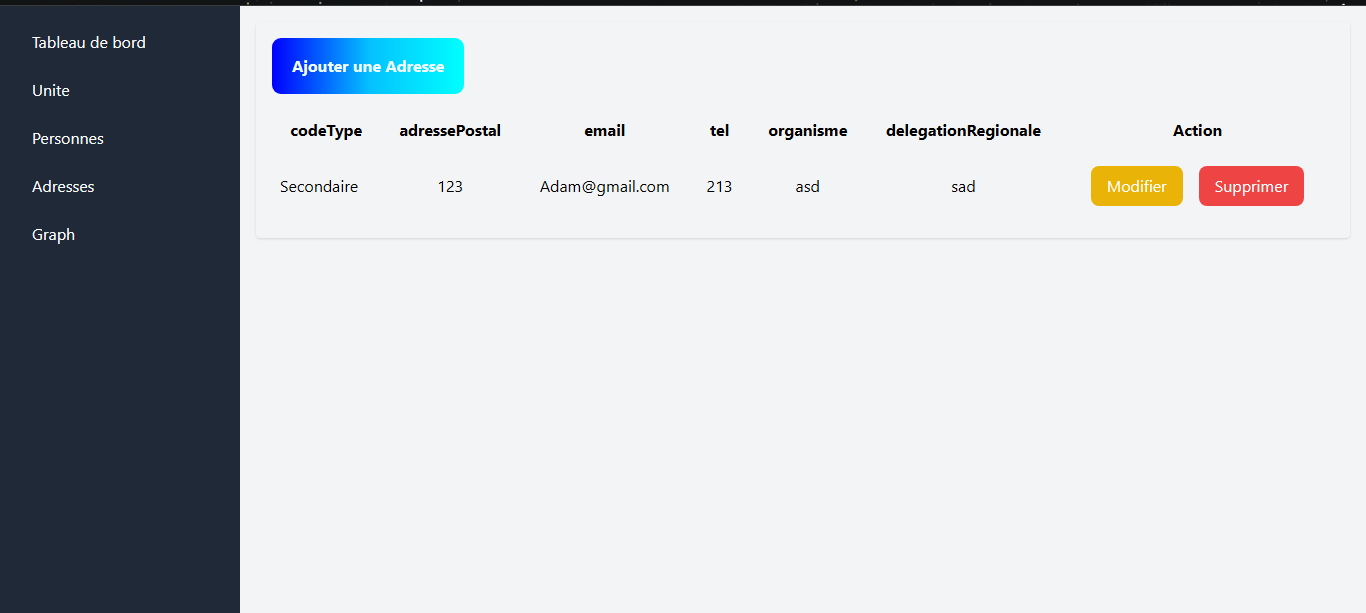 Tableau de bord
Unite
Personnes
Adresses
Graph
Ajouter une Adresse
codeType adressePostal email tel organisme delegationRegionale Action
Secondaire 123 Adam@gmail.com 213 asd sad Modifier Supprimer